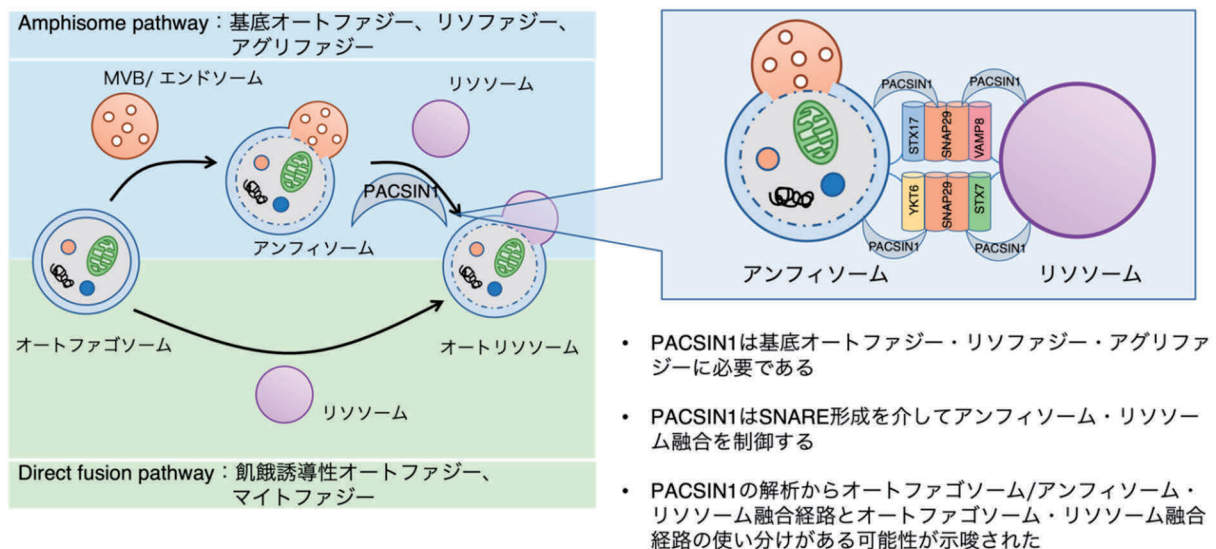 Amphisome pathway：基底オートファジー、リソファジー、
アグリファジー
MVB/ エンドソーム
リソソーム
PACSIN1
アンフィソーム
オートファゴソーム
オートリソソーム
リソソーム
Direct fusion pathway：飢餓誘導性オートファジー、
マイトファジー
PACSIN1
PACSIN1
STX17
SNAP29
VAMP8
YKT6
SNAP29
STX7
PACSIN1
PACSIN1
アンフィソーム
リソソーム
• PACSIN1は基底オートファジー・リソファジー・アグリファ
ジーに必要である
• PACSIN1はSNARE形成を介してアンフィソーム・リソソー
ム融合を制御する
• PACSIN1の解析からオートファゴソーム/アンフィソーム・
リソソーム融合経路とオートファゴソーム・リソソーム融合
経路の使い分けがある可能性が示唆された